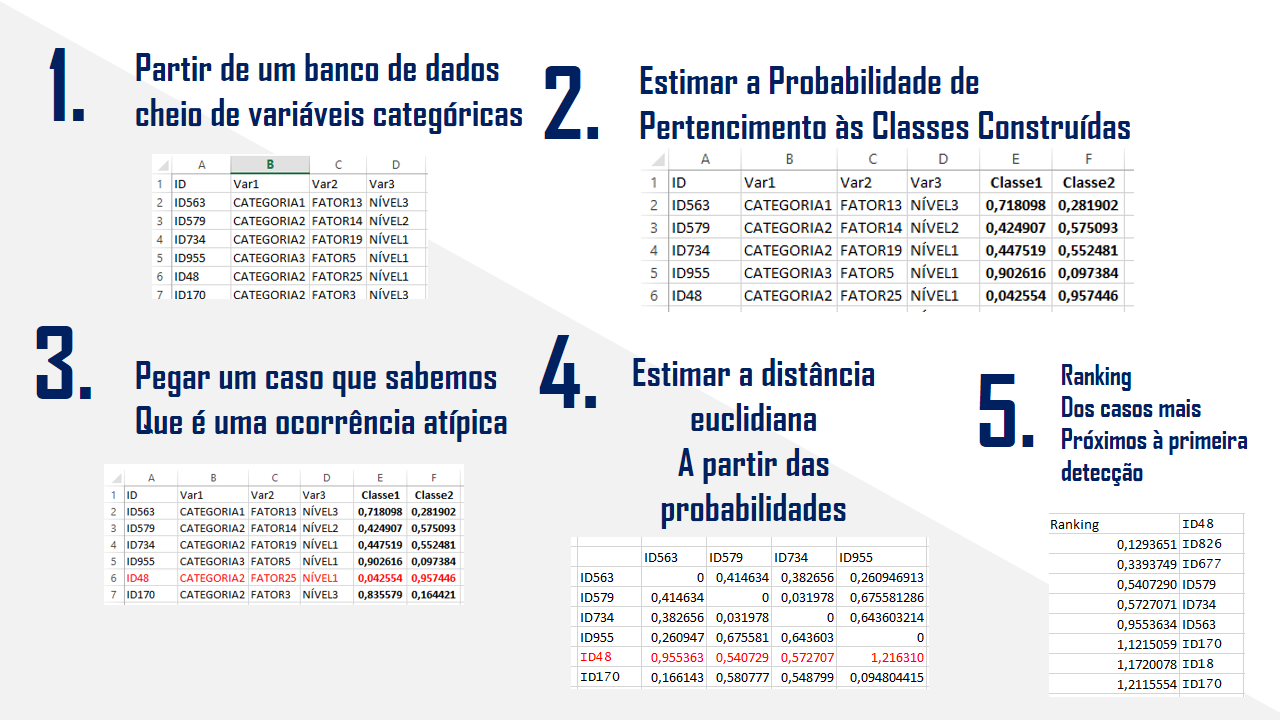 1.
Partir de um banco de dados
cheio de variáveis categóricas
A B C D
1 ID Var1 Var2 Var3
2 ID563 CATEGORIA1 FATOR13 NÍVEL3
3 ID579 CATEGORIA2 FATOR14 NÍVEL2
4 ID734 CATEGORIA2 FATOR19 NÍVEL1
5 ID955 CATEGORIA3 FATOR5 NÍVEL1
6 ID48 CATEGORIA2 FATOR25 NÍVEL1
7 ID170 CATEGORIA2 FATOR3 NÍVEL3
2.
Estimar a Probabilidade de
Pertencimento às Classes Construídas
A B C D E F
1 ID Var1 Var2 Var3 Classe1 Classe2
2 ID563 CATEGORIA1 FATOR13 NÍVEL3 0,718098 0,281902
3 ID579 CATEGORIA2 FATOR14 NÍVEL2 0,424907 0,575093
4 ID734 CATEGORIA2 FATOR19 NÍVEL1 0,447519 0,552481
5 ID955 CATEGORIA3 FATOR5 NÍVEL1 0,902616 0,097384
6 ID48 CATEGORIA2 FATOR25 NÍVEL1 0,042554 0,957446
3.
Pegar um caso que sabemos
Que é uma ocorrência atípica
A B C D E F
1 ID Var1 Var2 Var3 Classe1 Classe2
2 ID563 CATEGORIA1 FATOR13 NÍVEL3 0,718098 0,281902
3 ID579 CATEGORIA2 FATOR14 NÍVEL2 0,424907 0,575093
4 ID734 CATEGORIA2 FATOR19 NÍVEL1 0,447519 0,552481
5 ID955 CATEGORIA3 FATOR5 NÍVEL1 0,902616 0,097384
6 ID48 CATEGORIA2 FATOR25 NÍVEL1 0,042554 0,957446
7 ID170 CATEGORIA2 FATOR3 NÍVEL3 0,835579 0,164421
4.
Estimar a distância
euclidiana
A partir das
probabilidades
ID563 ID579 ID734 ID955
ID563 0 0,414634 0,382656 0,260946913
ID579 0,414634 0 0,031978 0,675581286
ID734 0,382656 0,031978 0 0,643603214
ID955 0,260947 0,675581 0,643603 0
ID48 0,955363 0,540729 0,572707 1,216310
ID170 0,166143 0,580777 0,548799 0,094804415
5.
Ranking
Dos casos mais
Próximos à primeira
detecção
Ranking ID48
0,1293651 ID826
0,3393749 ID677
0,5407290 ID579
0,5727071 ID734
0,9553634 ID563
1,1215059 ID170
1,1720078 ID18
1,2115554 ID170